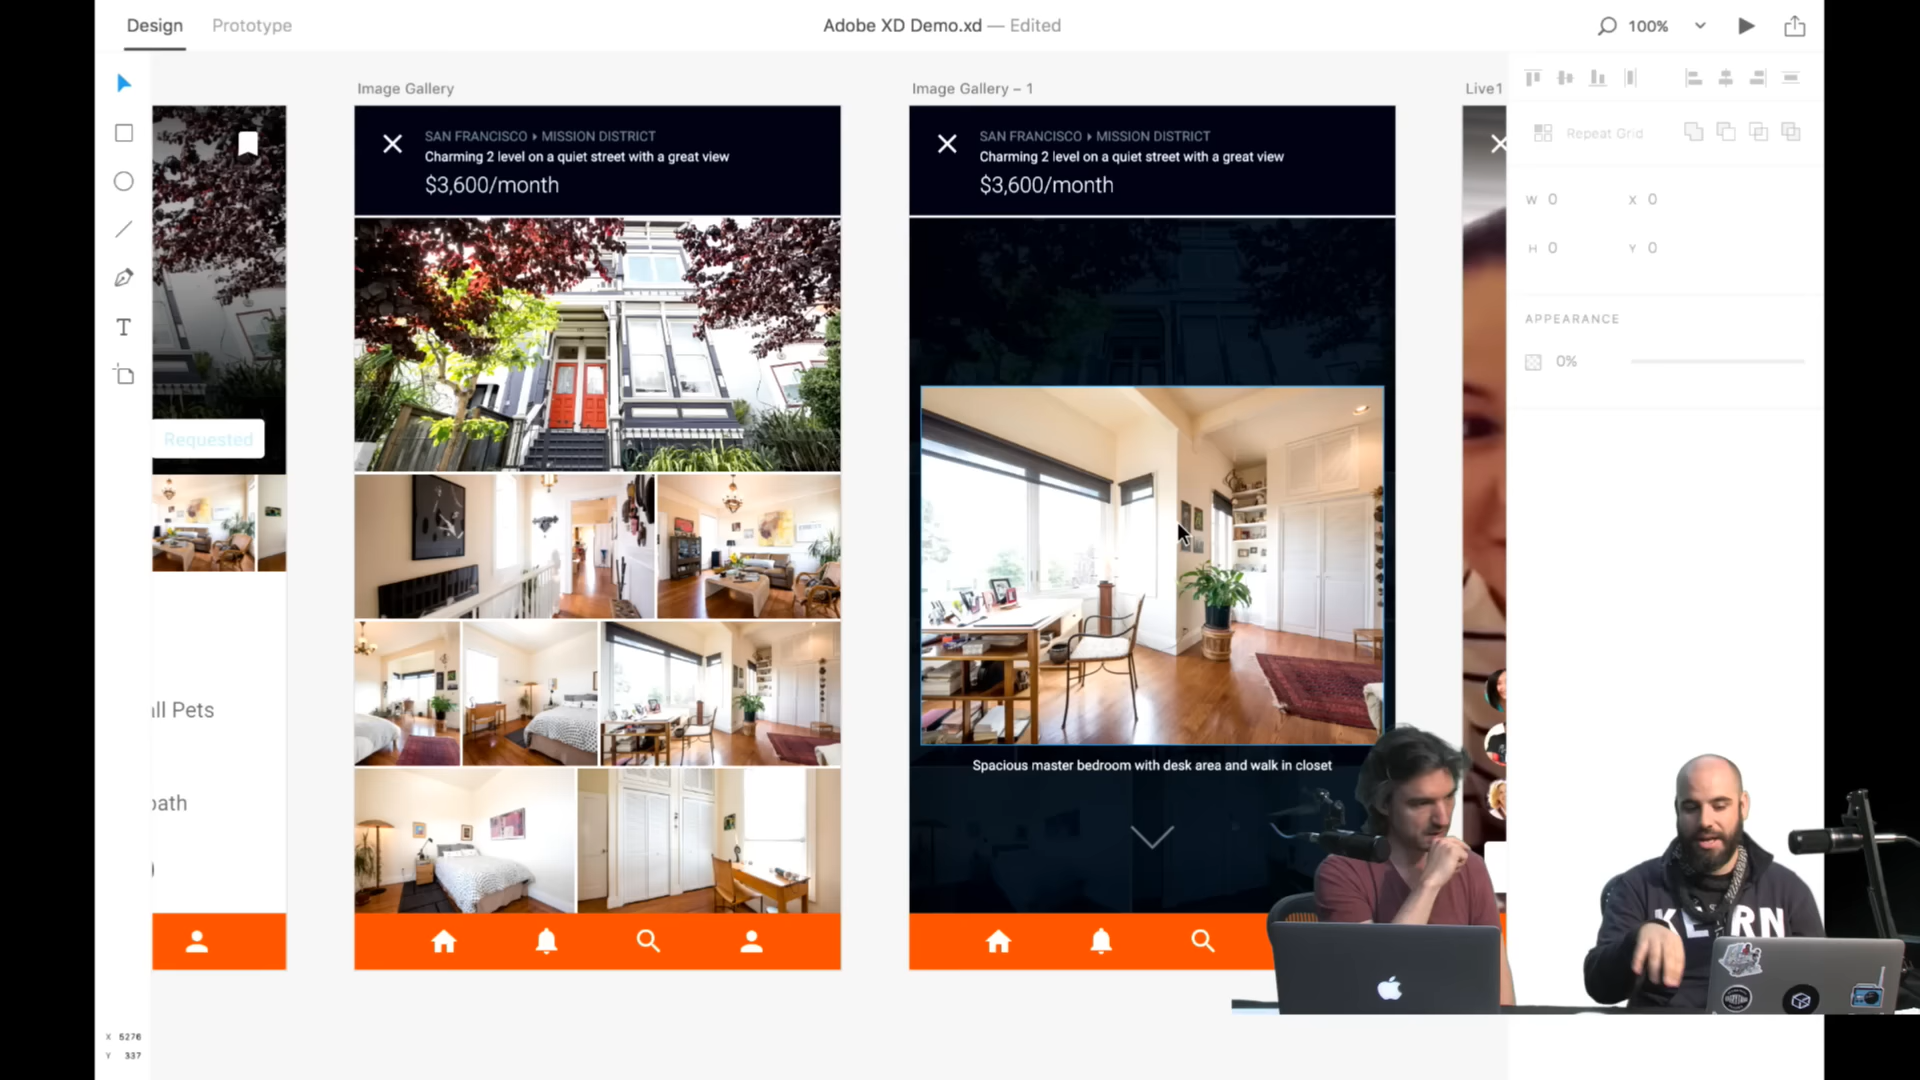 Design
Prototype
Adobe XD Demo.xd — Edited
100%
Image Gallery
Image Gallery – 1
Live1
SAN FRANCISCO ▸ MISSION DISTRICT
Charming 2 level on a quiet street with a great view
$3,600/month
SAN FRANCISCO ▸ MISSION DISTRICT
Charming 2 level on a quiet street with a great view
$3,600/month
Repeat Grid
W 0
X 0
H 0
Y 0
APPEARANCE
0%
T
Requested
ll Pets
Spacious master bedroom with desk area and walk in closet
X 5276
Y 337